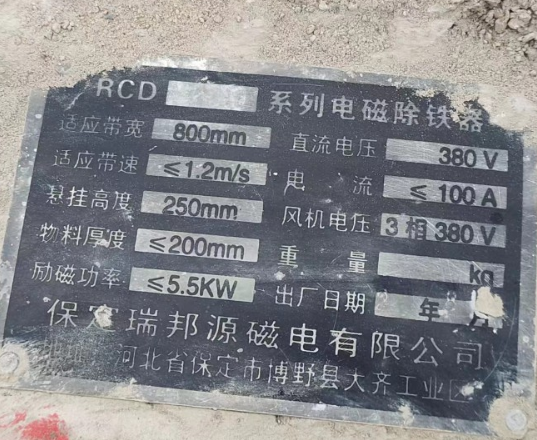 RCD 系列电磁除铁器
适应带宽 800mm 直流电压 380 V
适应带速 ≤1.2m/s 电 流 ≤ 100 A
悬挂高度 250mm 风机电压 3 相 380 V
物料厚度 ≤200mm 重 量 kg
励磁功率 ≤5.5KW 出厂日期 年 月
保定瑞邦源磁电有限公司
河北省保定市博野县大齐工业区